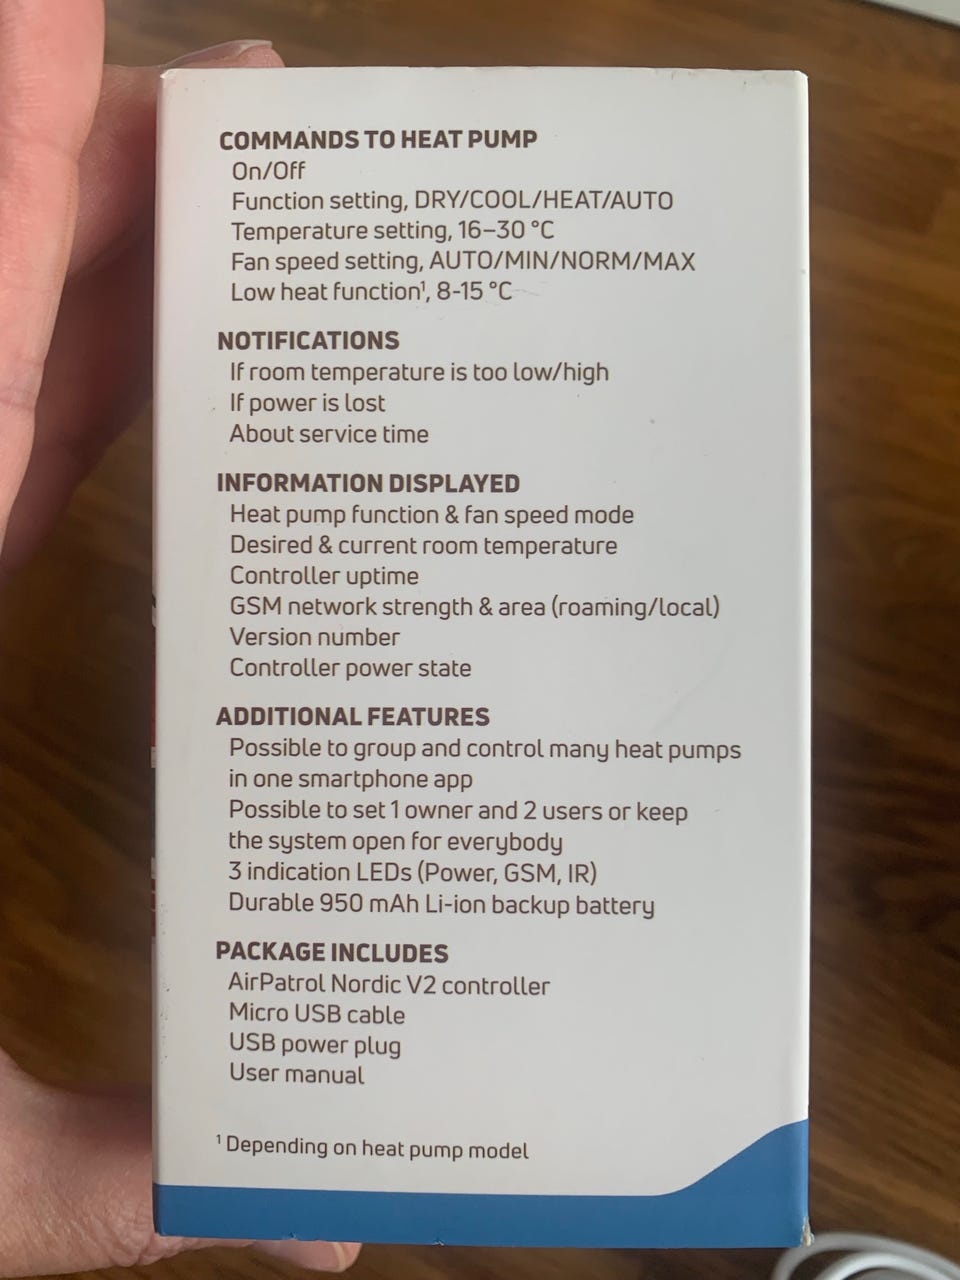 COMMANDS TO HEAT PUMP
On/Off
Function setting, DRY/COOL/HEAT/AUTO
Temperature setting, 16–30 °C
Fan speed setting, AUTO/MIN/NORM/MAX
Low heat function¹, 8-15 °C
NOTIFICATIONS
If room temperature is too low/high
If power is lost
About service time
INFORMATION DISPLAYED
Heat pump function & fan speed mode
Desired & current room temperature
Controller uptime
GSM network strength & area (roaming/local)
Version number
Controller power state
ADDITIONAL FEATURES
Possible to group and control many heat pumps
in one smartphone app
Possible to set 1 owner and 2 users or keep
the system open for everybody
3 indication LEDs (Power, GSM, IR)
Durable 950 mAh Li-ion backup battery
PACKAGE INCLUDES
AirPatrol Nordic V2 controller
Micro USB cable
USB power plug
User manual
¹ Depending on heat pump model